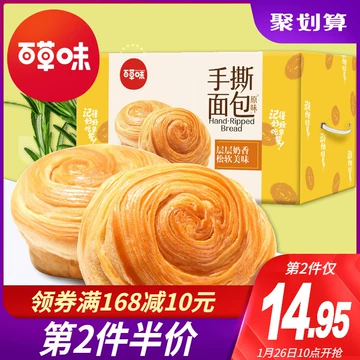 百草味
聚划算
百草味
手撕
面包
原味
Hand-Ripped
Bread
层层奶香
松软美味
领券满168减10元
第2件半价
第2件仅
14.95
1月26日10点开抢